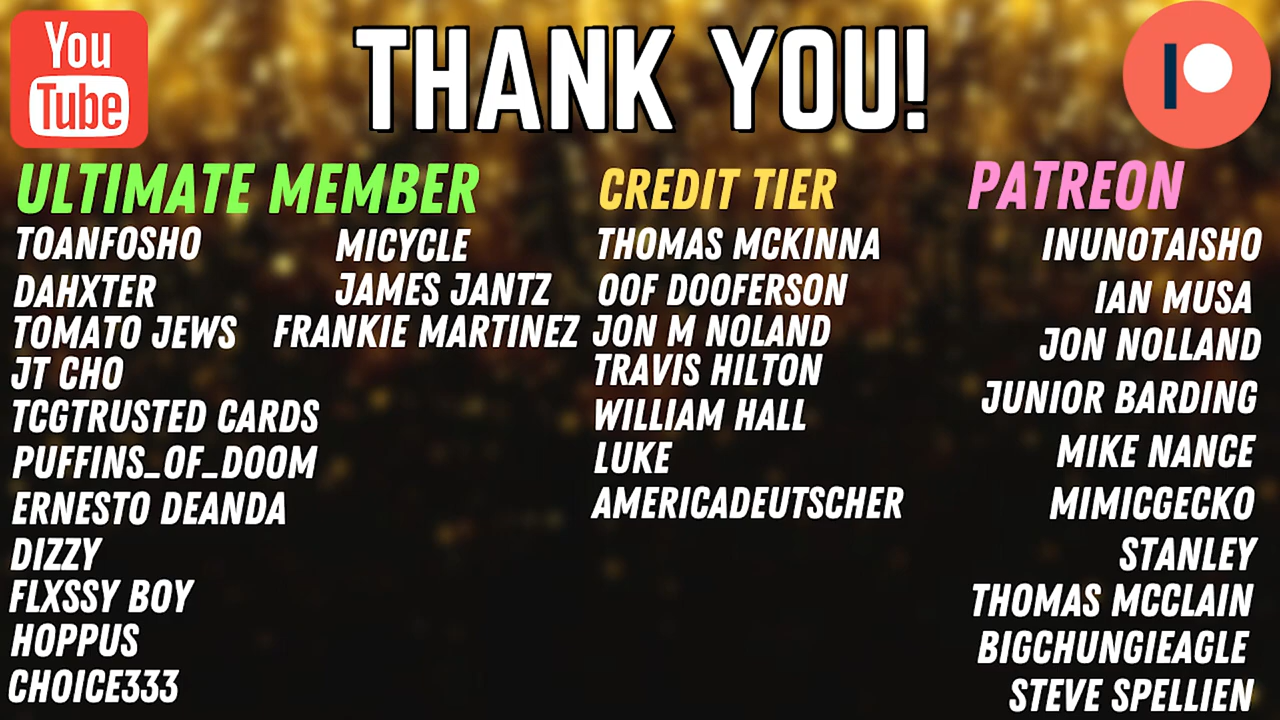 You
Tube
THANK YOU!
ULTIMATE MEMBER
TOANFOSHO
DAHXTER
TOMATO JEWS
JT CHO
TCGTRUSTED CARDS
PUFFINS_OF_DOOM
ERNESTO DEANDA
DIZZY
FLXSSY BOY
HOPPUS
CHOICE333
MICYCLE
JAMES JANTZ
FRANKIE MARTINEZ
CREDIT TIER
THOMAS MCKINNA
OOF DOOFERSON
JON M NOLAND
TRAVIS HILTON
WILLIAM HALL
LUKE
AMERICADEUTSCHER
PATREON
INUNOTAISHO
IAN MUSA
JON NOLLAND
JUNIOR BARDING
MIKE NANCE
MIMICGECKO
STANLEY
THOMAS MCCLAIN
BIGCHUNGIEAGLE
STEVE SPELLIEN